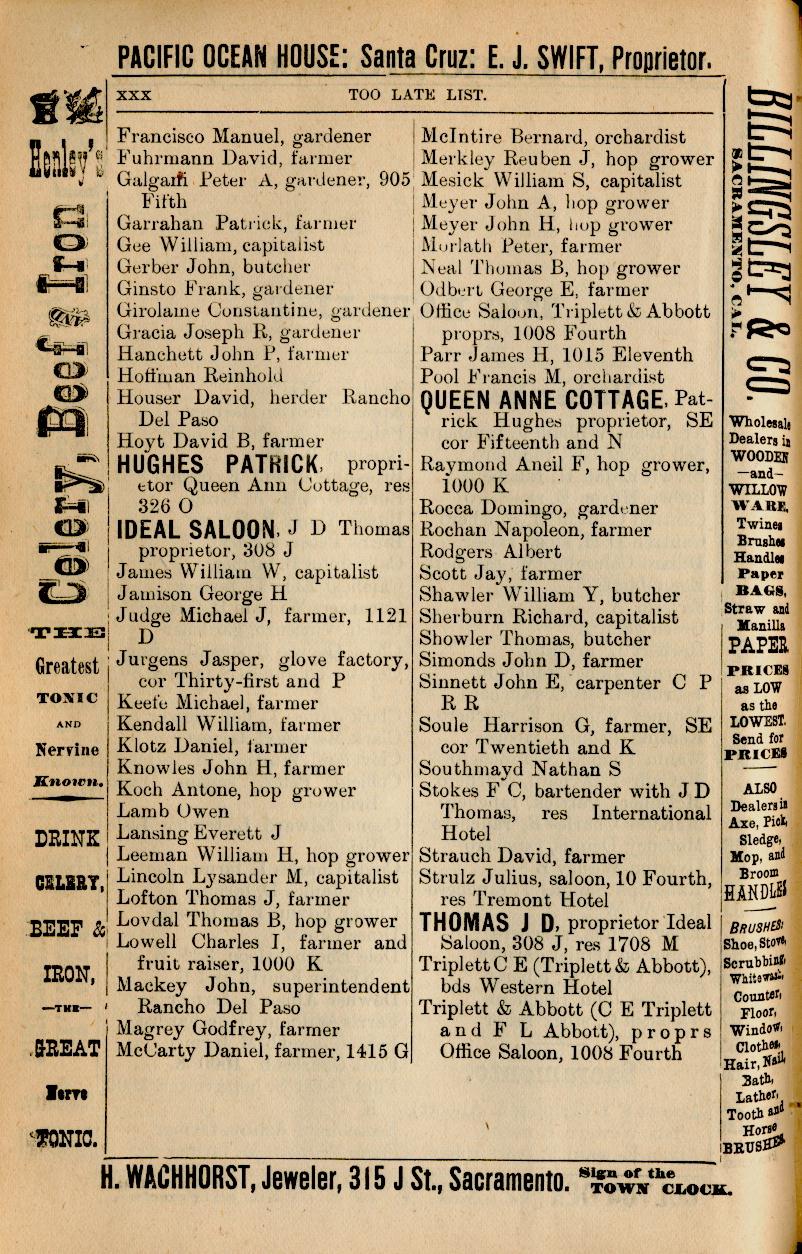 PACIFIC OCEAN HOUSE: Santa Cruz: E. J. SWIFT, Proprietor.
xxx TOO LATE LIST.
Francisco Manuel, gardener
Fuhrmann David, farmer
Galgani Peter A, gardener, 905
Fifth
Garrahan Patrick, farmer
Gee William, capitalist
Gerber John, butcher
Ginsto Frank, gardener
Girolame Constantine, gardener
Gracia Joseph R, gardener
Hanchett John P, farmer
Hoffman Reinhold
Houser David, herder Rancho
Del Paso
Hoyt David B, farmer
HUGHES PATRICK, propri-
etor Queen Ann Cottage, res
326 O
IDEAL SALOON, J D Thomas
proprietor, 308 J
James William W, capitalist
Jamison George H
Judge Michael J, farmer, 1121
D
Jurgens Jasper, glove factory,
cor Thirty-first and P
Keefe Michael, farmer
Kendall William, farmer
Klotz Daniel, farmer
Knowles John H, farmer
Koch Antone, hop grower
Lamb Owen
Lansing Everett J
Leeman William H, hop grower
Lincoln Lysander M, capitalist
Lofton Thomas J, farmer
Lovdal Thomas B, hop grower
Lowell Charles I, farmer and
fruit raiser, 1000 K
Mackey John, superintendent
Rancho Del Paso
Magrey Godfrey, farmer
McCarty Daniel, farmer, 1415 G
McIntire Bernard, orchardist
Merkley Reuben J, hop grower
Mesick William S, capitalist
Meyer John A, hop grower
Meyer John H, hop grower
Morlath Peter, farmer
Neal Thomas B, hop grower
Odbert George E, farmer
Office Saloon, Triplett & Abbott
proprs, 1008 Fourth
Parr James H, 1015 Eleventh
Pool Francis M, orchardist
QUEEN ANNE COTTAGE, Pat-
rick Hughes proprietor, SE
cor Fifteenth and N
Raymond Aneil F, hop grower,
1000 K
Rocca Domingo, gardener
Rochan Napoleon, farmer
Rodgers Albert
Scott Jay, farmer
Shawler William Y, butcher
Sherburn Richard, capitalist
Showler Thomas, butcher
Simonds John D, farmer
Sinnett John E, carpenter C P
R R
Soule Harrison G, farmer, SE
cor Twentieth and K
Southmayd Nathan S
Stokes F C, bartender with J D
Thomas, res International
Hotel
Strauch David, farmer
Strulz Julius, saloon, 10 Fourth,
res Tremont Hotel
THOMAS J D, proprietor Ideal
Saloon, 308 J, res 1708 M
Triplett C E (Triplett & Abbott),
bds Western Hotel
Triplett & Abbott (C E Triplett
and F L Abbott), proprs
Office Saloon, 1008 Fourth
Henley's
Celery, Beef and Iron
THE
Greatest
TONIC
AND
Nervine
Known.
DRINK
CELERY,
BEEF &
IRON,
—THE—
GREAT
Nerve
TONIC.
BILLINGSLEY & CO.
SACRAMENTO, CAL.
Wholesale
Dealers in
WOODEN
—and—
WILLOW
WARE,
Twines
Brushes
Handles
Paper
BAGS,
Straw and
Manilla
PAPER
PRICES
as LOW
as the
LOWEST.
Send for
PRICES
ALSO
Dealers in
Axe, Pick,
Sledge,
Mop, and
Broom
HANDLES
BRUSHES:
Shoe, Stove,
Scrubbing,
Whitewash,
Counter,
Floor,
Window,
Clothes,
Hair, Nail,
Bath,
Lather,
Tooth and
Horse
BRUSHES
H. WACHHORST, Jeweler, 315 J St., Sacramento. Sign of the
TOWN CLOCK.